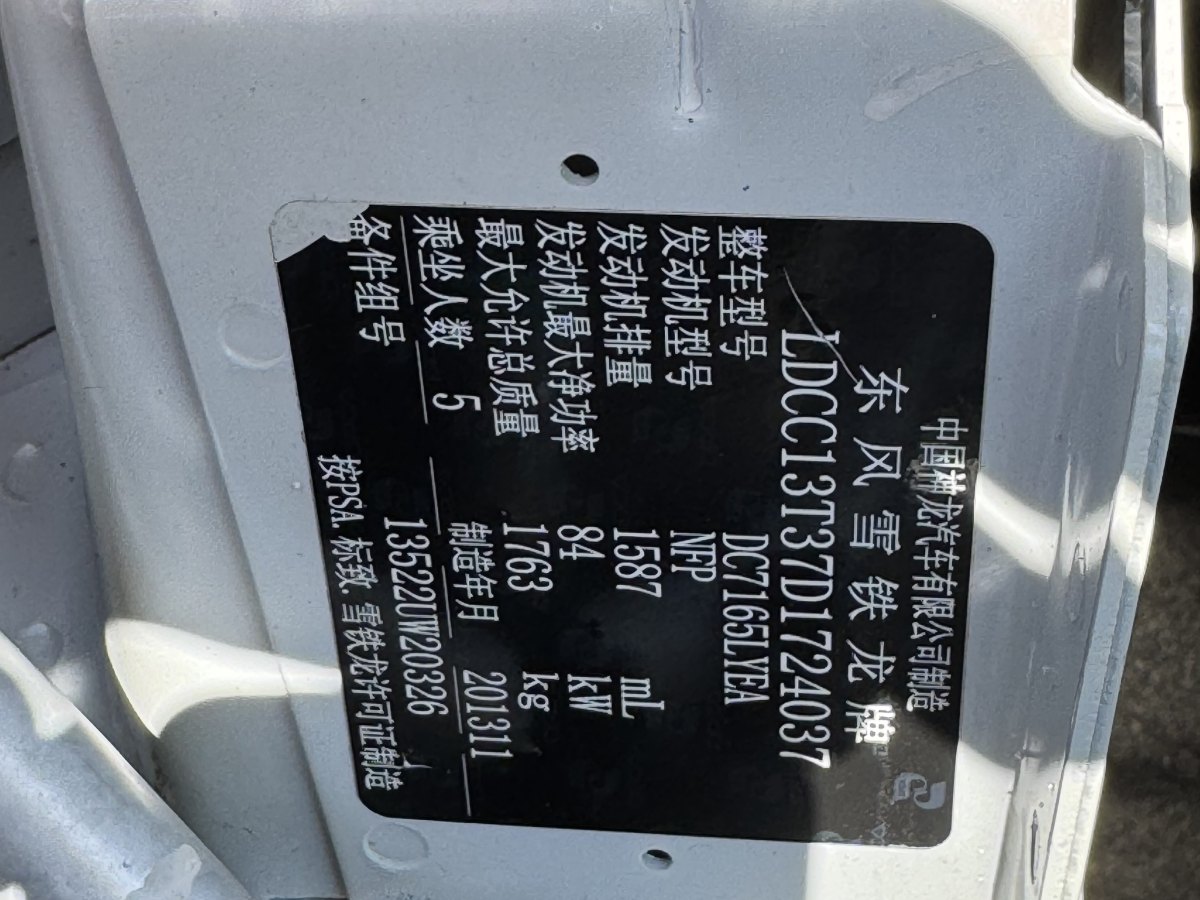 中国神龙汽车有限公司制造
东风雪铁龙牌
LDCC13T37D1724037
整车型号 DC7165LYEA
发动机型号 NFP
发动机排量 1587 mL
发动机最大净功率 84 kW
最大允许总质量 1763 kg
乘坐人数 5 制造年月 201311
备件组号 13522UW20326
按PSA.标致.雪铁龙许可证制造